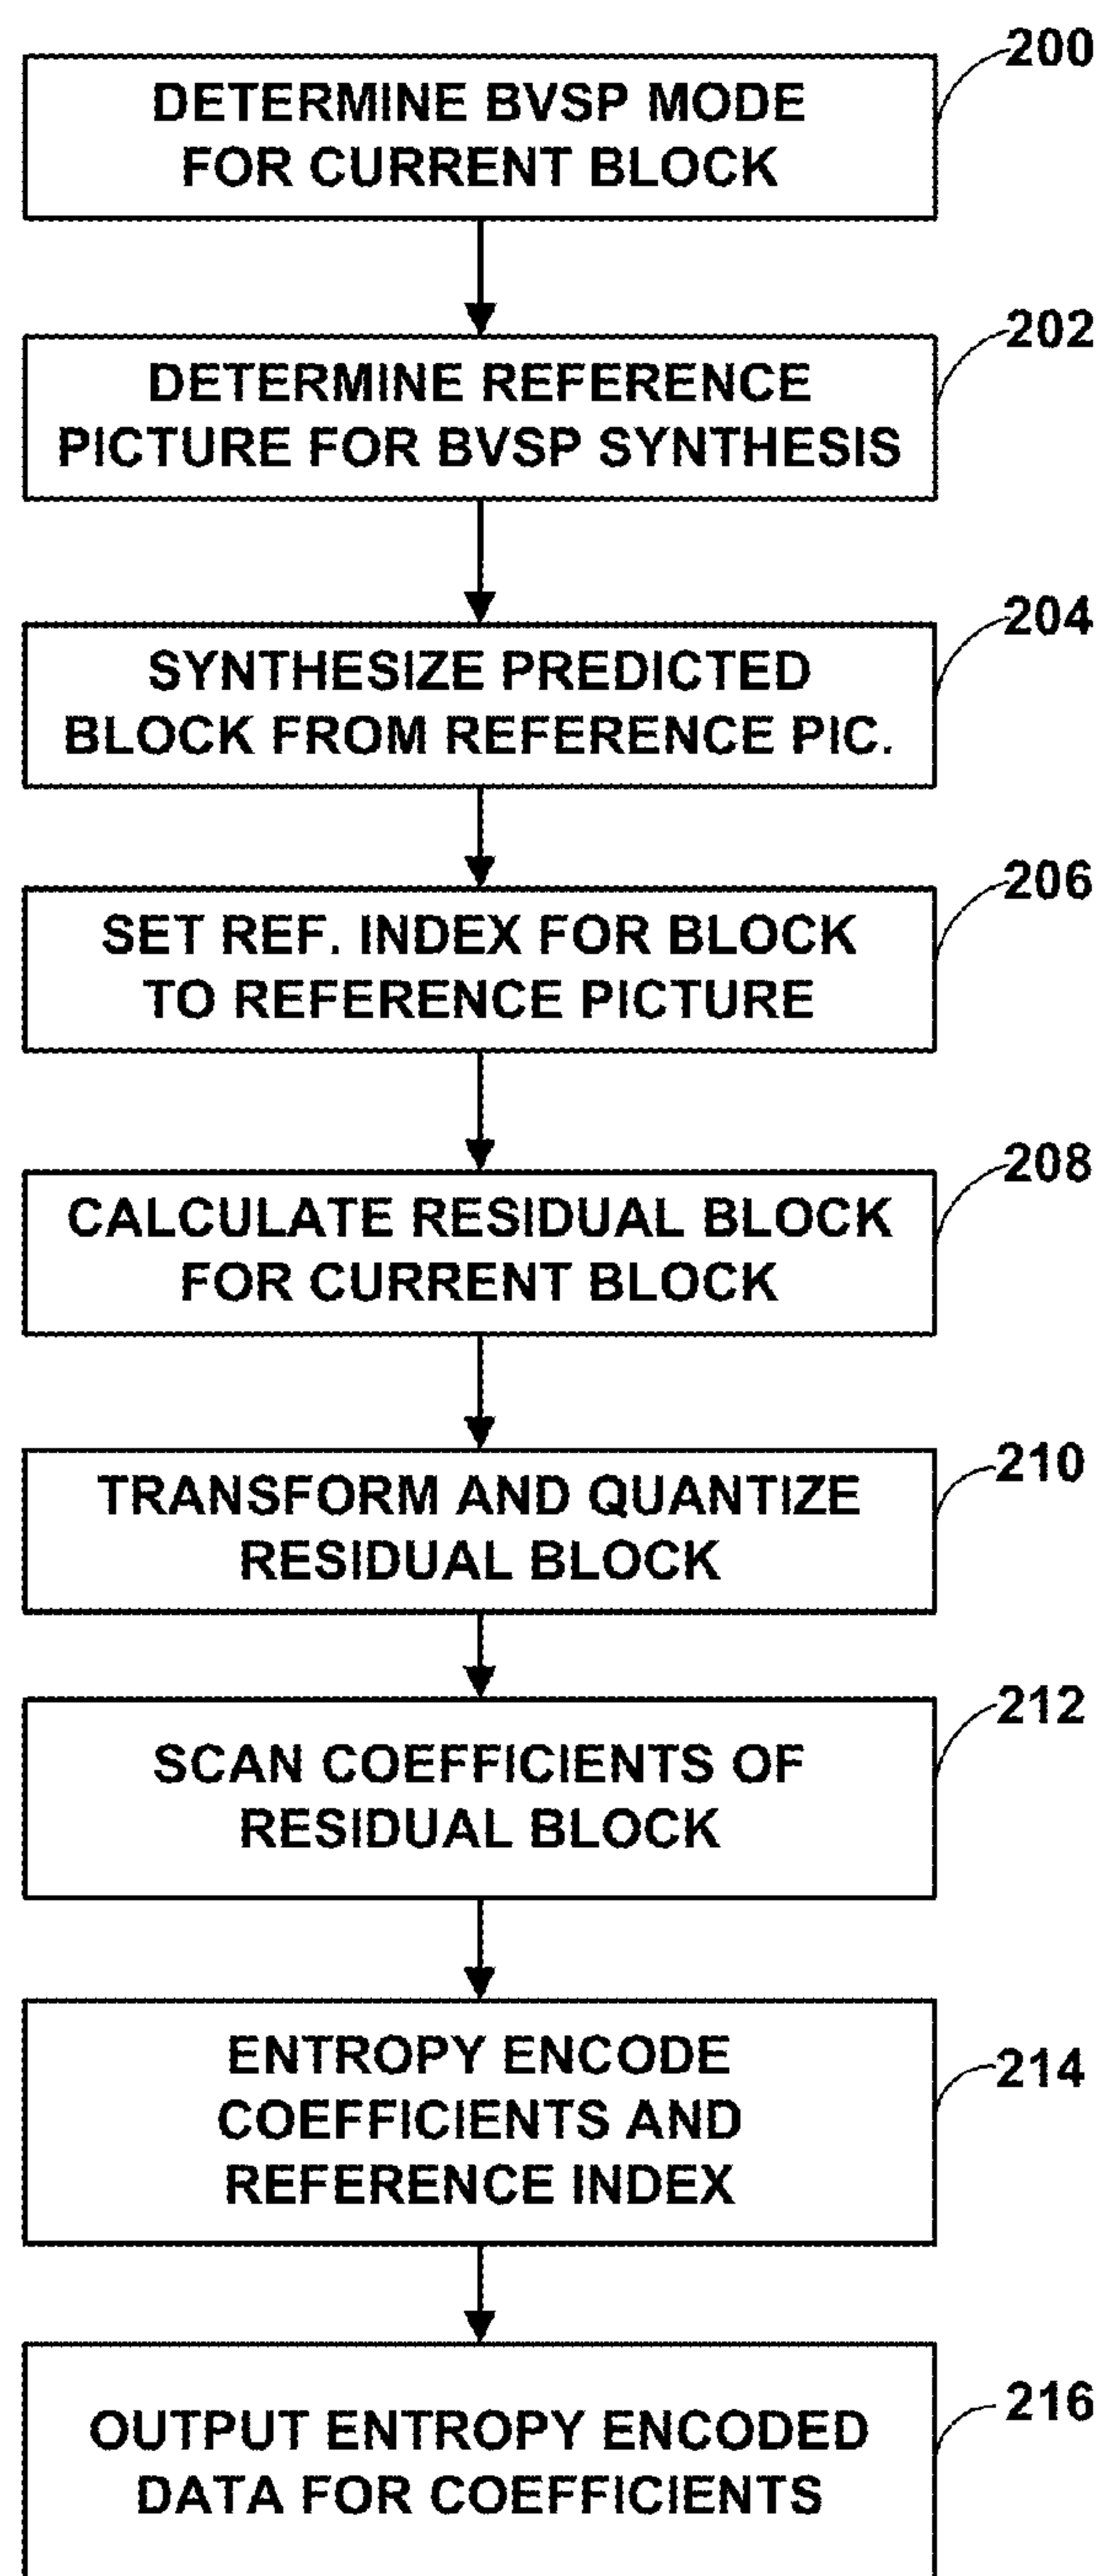 200
DETERMINE BVSP MODE
FOR CURRENT BLOCK
202
DETERMINE REFERENCE
PICTURE FOR BVSP SYNTHESIS
204
SYNTHESIZE PREDICTED
BLOCK FROM REFERENCE PIC.
206
SET REF. INDEX FOR BLOCK
TO REFERENCE PICTURE
208
CALCULATE RESIDUAL BLOCK
FOR CURRENT BLOCK
210
TRANSFORM AND QUANTIZE
RESIDUAL BLOCK
212
SCAN COEFFICIENTS OF
RESIDUAL BLOCK
214
ENTROPY ENCODE
COEFFICIENTS AND
REFERENCE INDEX
216
OUTPUT ENTROPY ENCODED
DATA FOR COEFFICIENTS